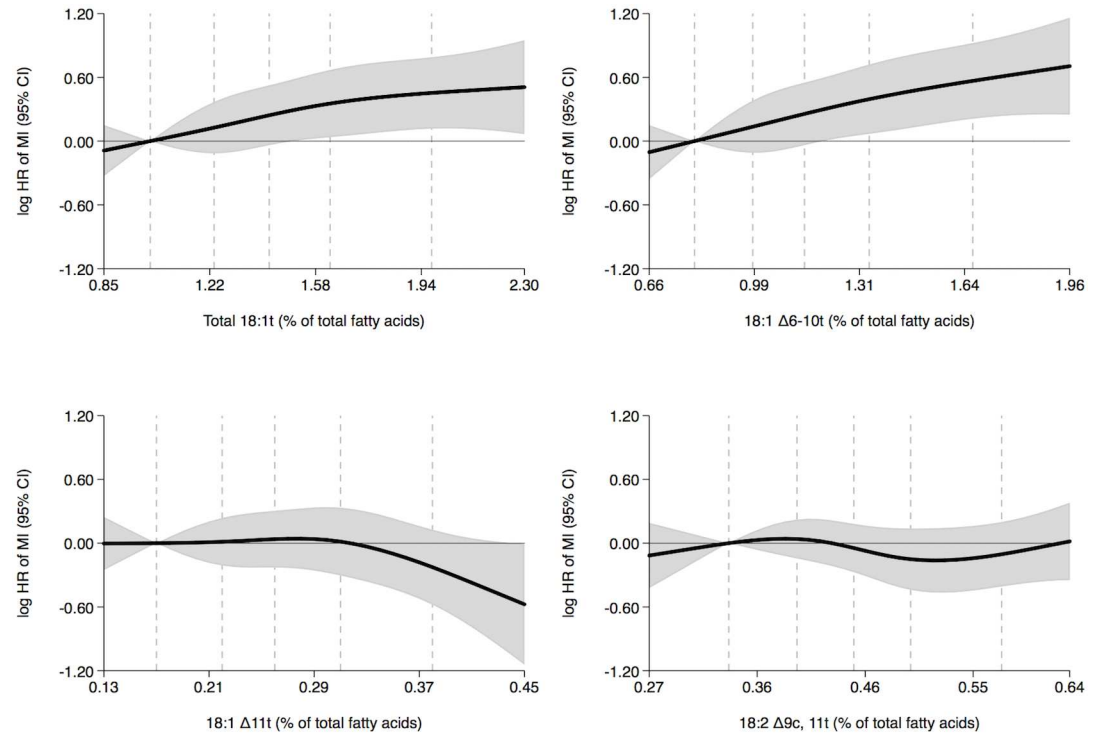 log HR of MI (95% CI)
1.20
0.60
0.00
-0.60
-1.20
0.85 1.22 1.58 1.94 2.30
Total 18:1t (% of total fatty acids)
log HR of MI (95% CI)
1.20
0.60
0.00
-0.60
-1.20
0.66 0.99 1.31 1.64 1.96
18:1 Δ6-10t (% of total fatty acids)
log HR of MI (95% CI)
1.20
0.60
0.00
-0.60
-1.20
0.13 0.21 0.29 0.37 0.45
18:1 Δ11t (% of total fatty acids)
log HR of MI (95% CI)
1.20
0.60
0.00
-0.60
-1.20
0.27 0.36 0.46 0.55 0.64
18:2 Δ9c, 11t (% of total fatty acids)